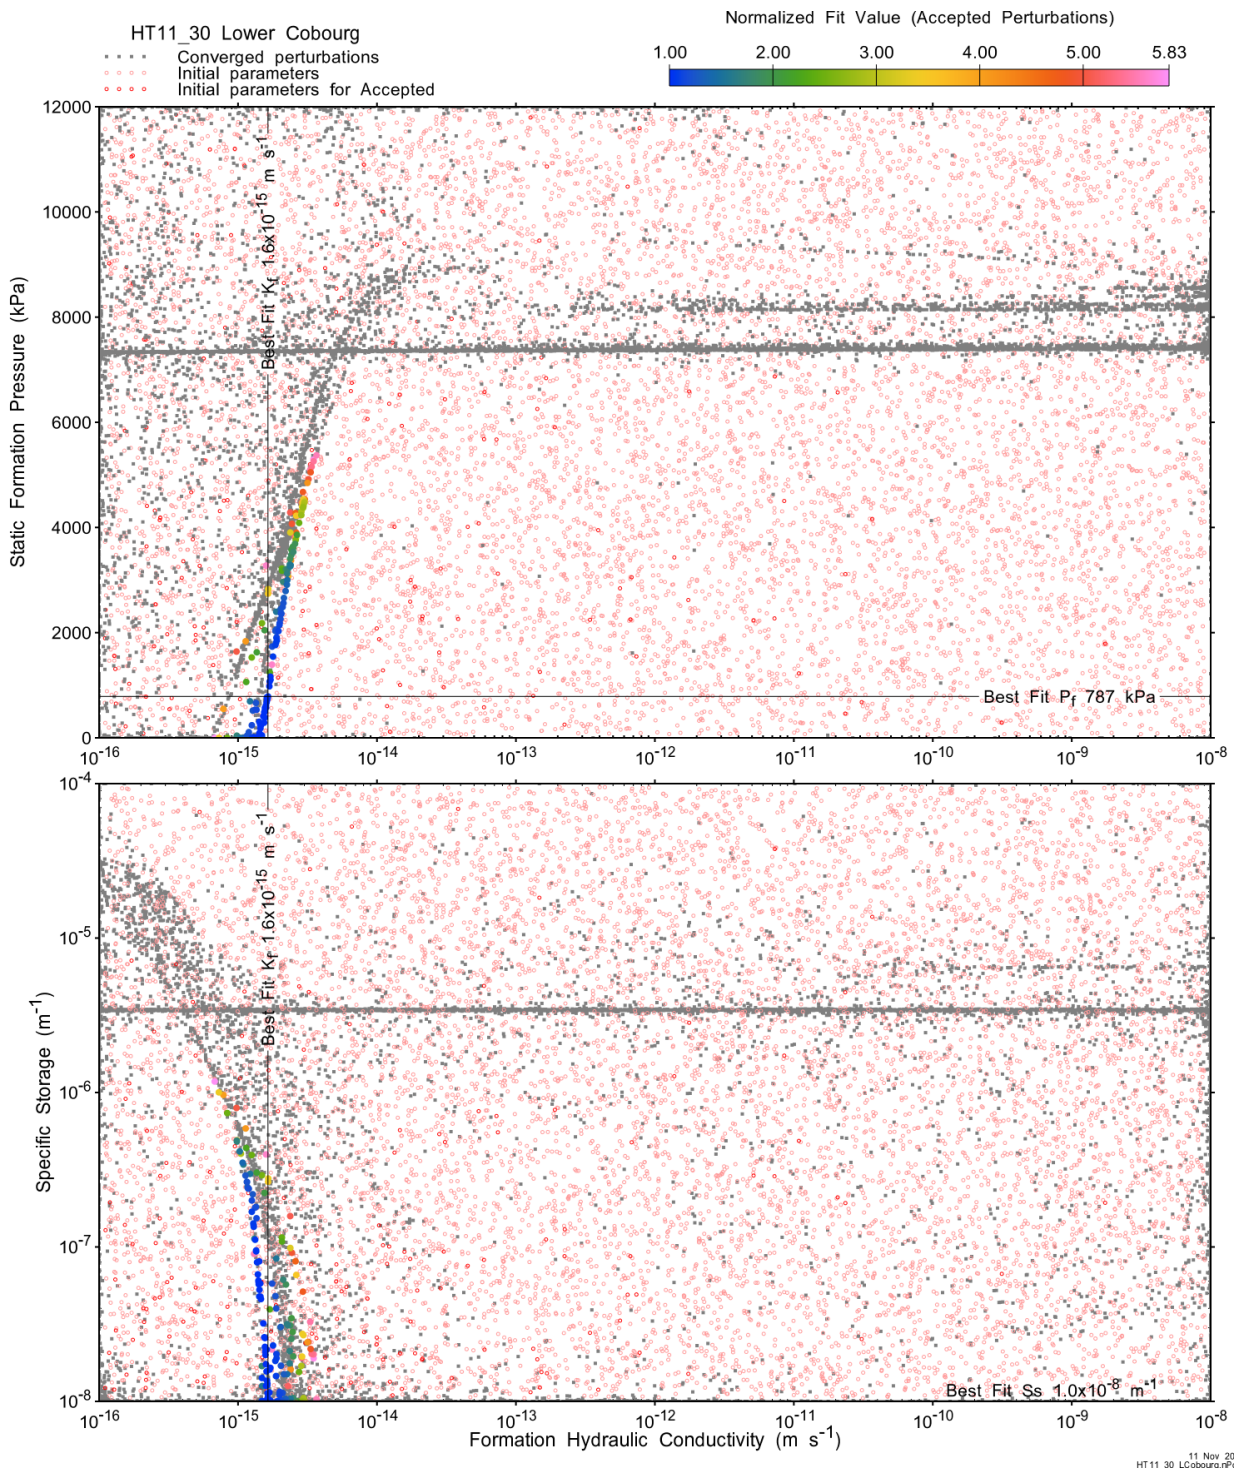 Normalized Fit Value (Accepted Perturbations)
HT11_30 Lower Cobourg
Converged perturbations
Initial parameters
Initial parameters for Accepted
1.00 2.00 3.00 4.00 5.00 5.83
12000
10000
8000
6000
4000
2000
0
Static Formation Pressure (kPa)
Best Fit Kf 1.6x10^-15 m s^-1
Best Fit Pf 787 kPa
10^-16 10^-15 10^-14 10^-13 10^-12 10^-11 10^-10 10^-9 10^-8
10^-4
10^-5
10^-6
10^-7
10^-8
Specific Storage (m^-1)
Best Fit Kf 1.6x10^-15 m s^-1
Best Fit Ss 1.0x10^-8 m^-1
10^-16 10^-15 10^-14 10^-13 10^-12 10^-11 10^-10 10^-9 10^-8
Formation Hydraulic Conductivity (m s^-1)
11 Nov 20
HT11_30_LCobourg.nPo